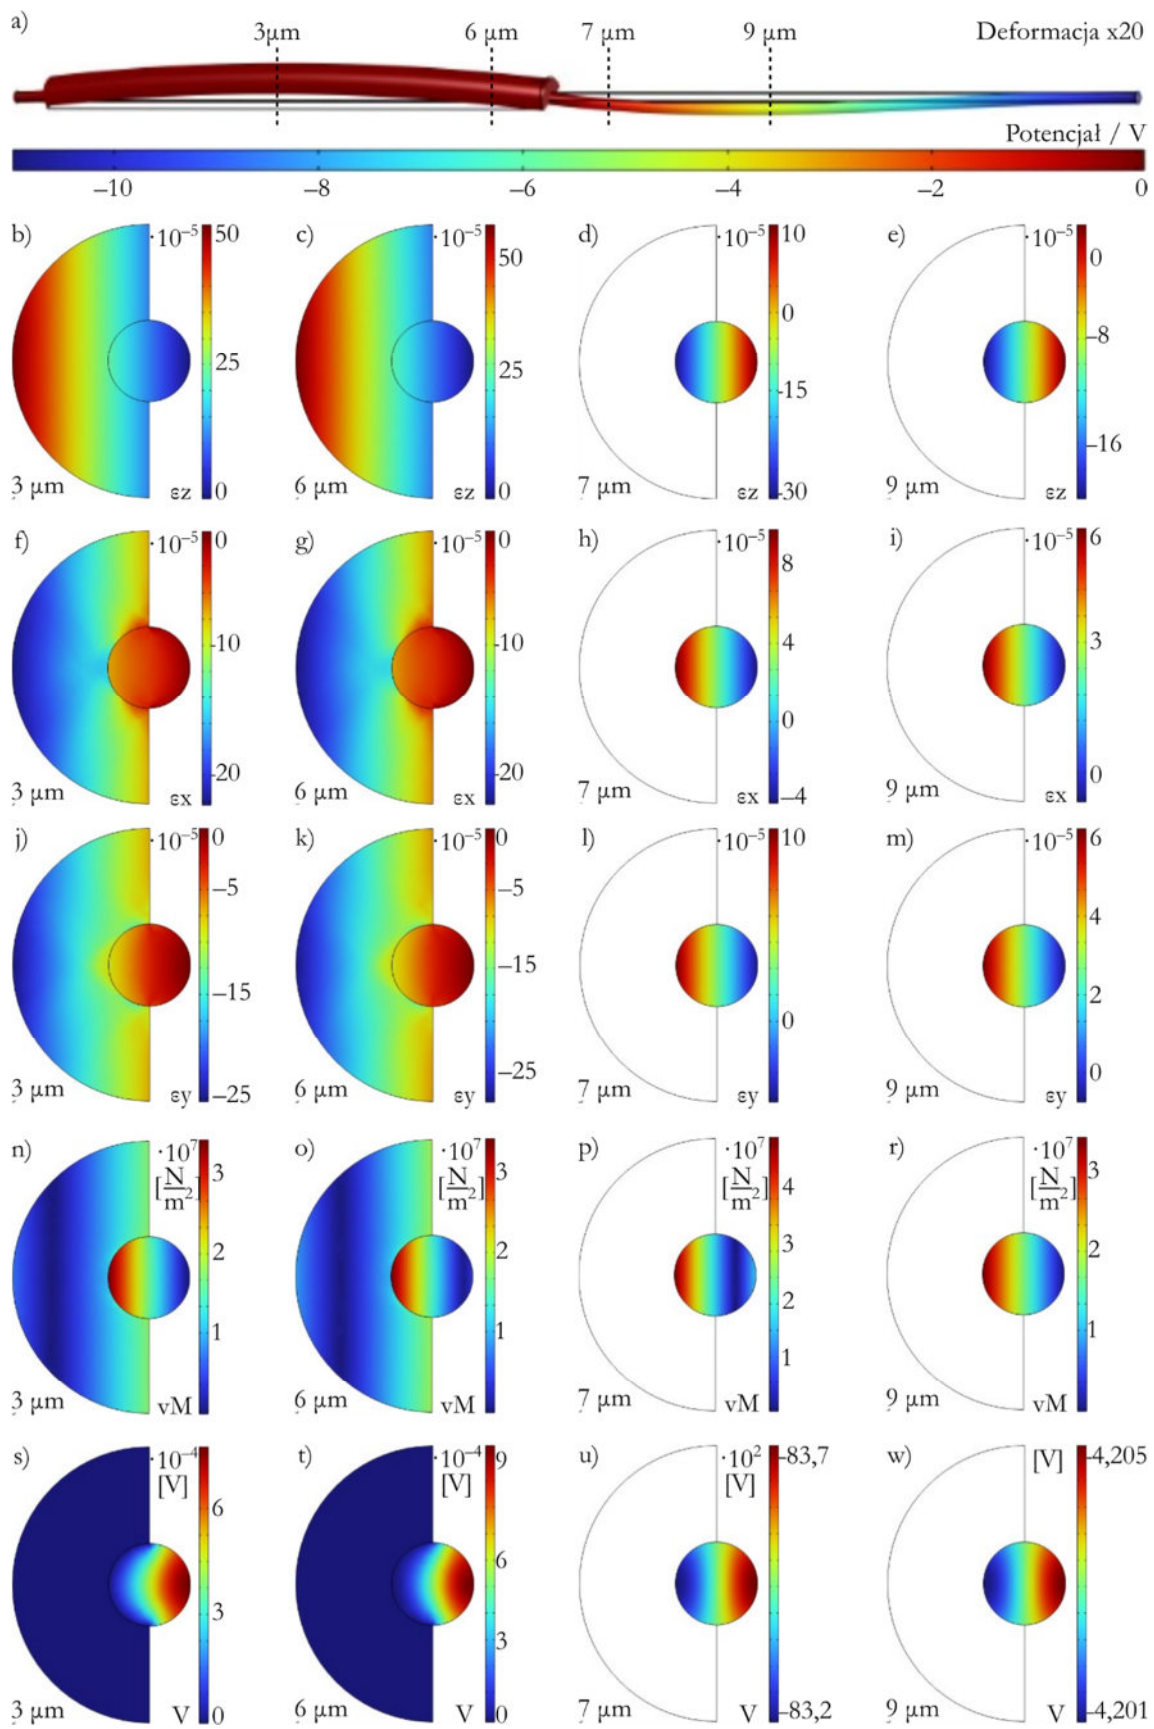 a) 3μm 6 μm 7 μm 9 μm Deformacja x20
Potencjał / V
–10 –8 –6 –4 –2 0
b) ·10⁻⁵ 50 c) ·10⁻⁵ d) ·10⁻⁵ 10 e) ·10⁻⁵
50 0
0 –8
25 25 -15 –16
3 μm εz 0 6 μm εz 0 7 μm εz -30 9 μm εz
f) ·10⁻⁵ 0 g) ·10⁻⁵ 0 h) ·10⁻⁵ i) ·10⁻⁵ 6
8
-10 -10 4 3
-20 -20 0 0
3 μm εx 6 μm εx 7 μm εx –4 9 μm εx
j) ·10⁻⁵ 0 k) ·10⁻⁵ 0 l) ·10⁻⁵ 10 m) ·10⁻⁵ 6
–5 –5 4
–15 –15 0 2
–25 –25 0
3 μm εy 6 μm εy 7 μm εy 9 μm εy
n) ·10⁷ o) ·10⁷ p) ·10⁷ r) ·10⁷
[N/m²] 3 [N/m²] 3 [N/m²] 4 [N/m²] 3
2 2 3 2
1 1 2 1
1
3 μm vM 6 μm vM 7 μm vM 9 μm vM
s) ·10⁻⁴ t) ·10⁻⁴ 9 u) ·10² -83,7 w) [V] -4,205
[V] [V] [V]
6 6
3 3
3 μm V 0 6 μm V 0 7 μm V –83,2 9 μm V -4,201